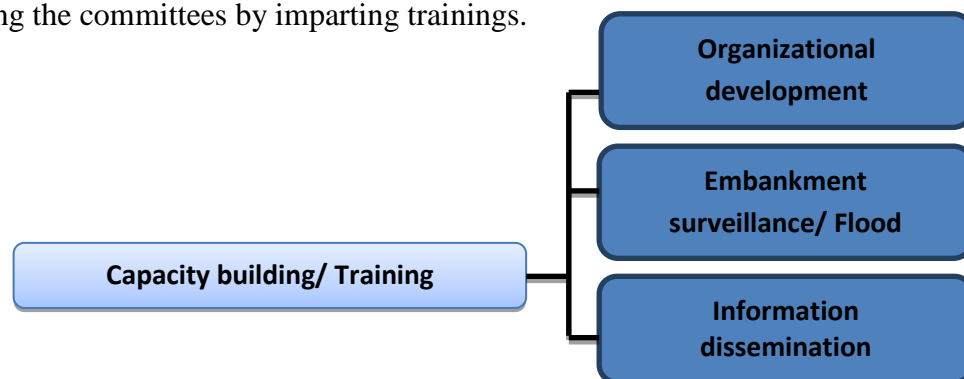 ng the committees by imparting trainings.
Organizational
development
Embankment
surveillance/ Flood
Capacity building/ Training
Information
dissemination